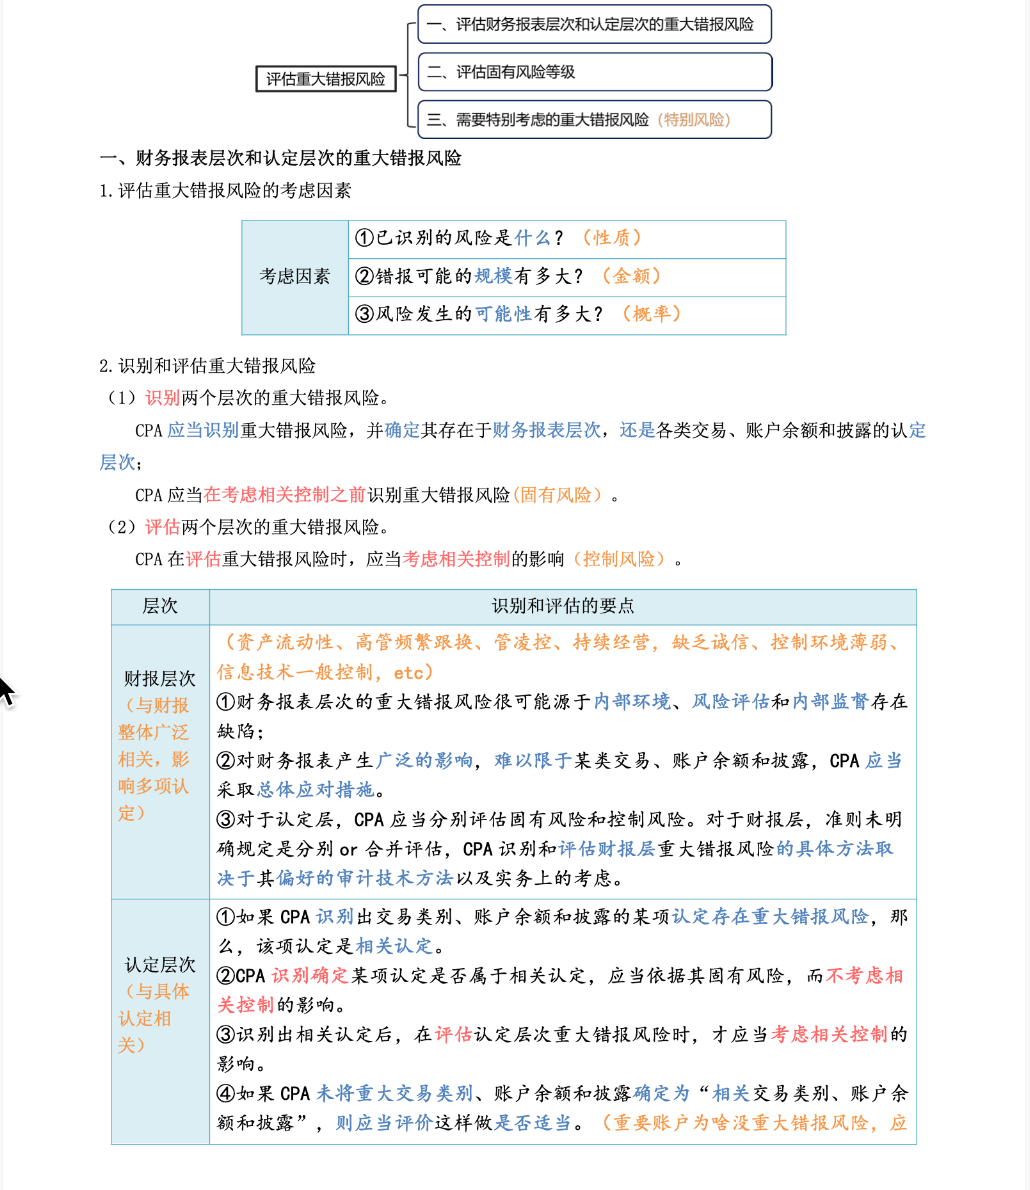 评估重大错报风险
一、评估财务报表层次和认定层次的重大错报风险
二、评估固有风险等级
三、需要特别考虑的重大错报风险（特别风险）
一、财务报表层次和认定层次的重大错报风险
1.评估重大错报风险的考虑因素
考虑因素
①已识别的风险是什么？（性质）
②错报可能的规模有多大？（金额）
③风险发生的可能性有多大？（概率）
2.识别和评估重大错报风险
（1）识别两个层次的重大错报风险。
CPA 应当识别重大错报风险，并确定其存在于财务报表层次，还是各类交易、账户余额和披露的认定
层次；
CPA 应当在考虑相关控制之前识别重大错报风险(固有风险）。
（2）评估两个层次的重大错报风险。
CPA 在评估重大错报风险时，应当考虑相关控制的影响（控制风险）。
层次
识别和评估的要点
财报层次
（与财报
整体广泛
相关，影
响多项认
定）
（资产流动性、高管频繁跟换、管凌控、持续经营，缺乏诚信、控制环境薄弱、
信息技术一般控制，etc）
①财务报表层次的重大错报风险很可能源于内部环境、风险评估和内部监督存在
缺陷；
②对财务报表产生广泛的影响，难以限于某类交易、账户余额和披露，CPA 应当
采取总体应对措施。
③对于认定层，CPA 应当分别评估固有风险和控制风险。对于财报层，准则未明
确规定是分别 or 合并评估，CPA 识别和评估财报层重大错报风险的具体方法取
决于其偏好的审计技术方法以及实务上的考虑。
认定层次
（与具体
认定相
关）
①如果 CPA 识别出交易类别、账户余额和披露的某项认定存在重大错报风险，那
么，该项认定是相关认定。
②CPA 识别确定某项认定是否属于相关认定，应当依据其固有风险，而不考虑相
关控制的影响。
③识别出相关认定后，在评估认定层次重大错报风险时，才应当考虑相关控制的
影响。
④如果 CPA 未将重大交易类别、账户余额和披露确定为“相关交易类别、账户余
额和披露”，则应当评价这样做是否适当。（重要账户为啥没重大错报风险，应